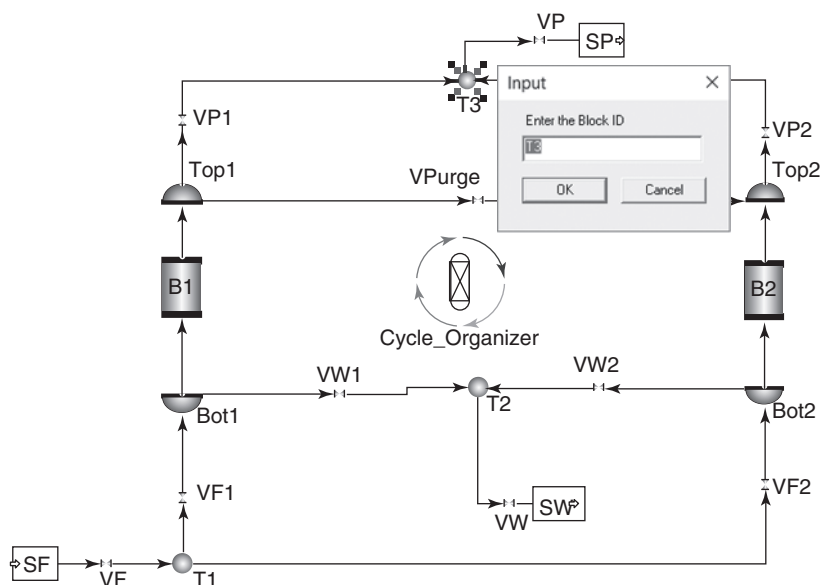 VP
SP
Input
T3
Enter the Block ID
T3
OK
Cancel
VP1
VP2
Top1
VPurge
Top2
B1
B2
Cycle_Organizer
VW1
VW2
Bot1
T2
Bot2
VF1
VF2
SW
VW
SF
VF
T1